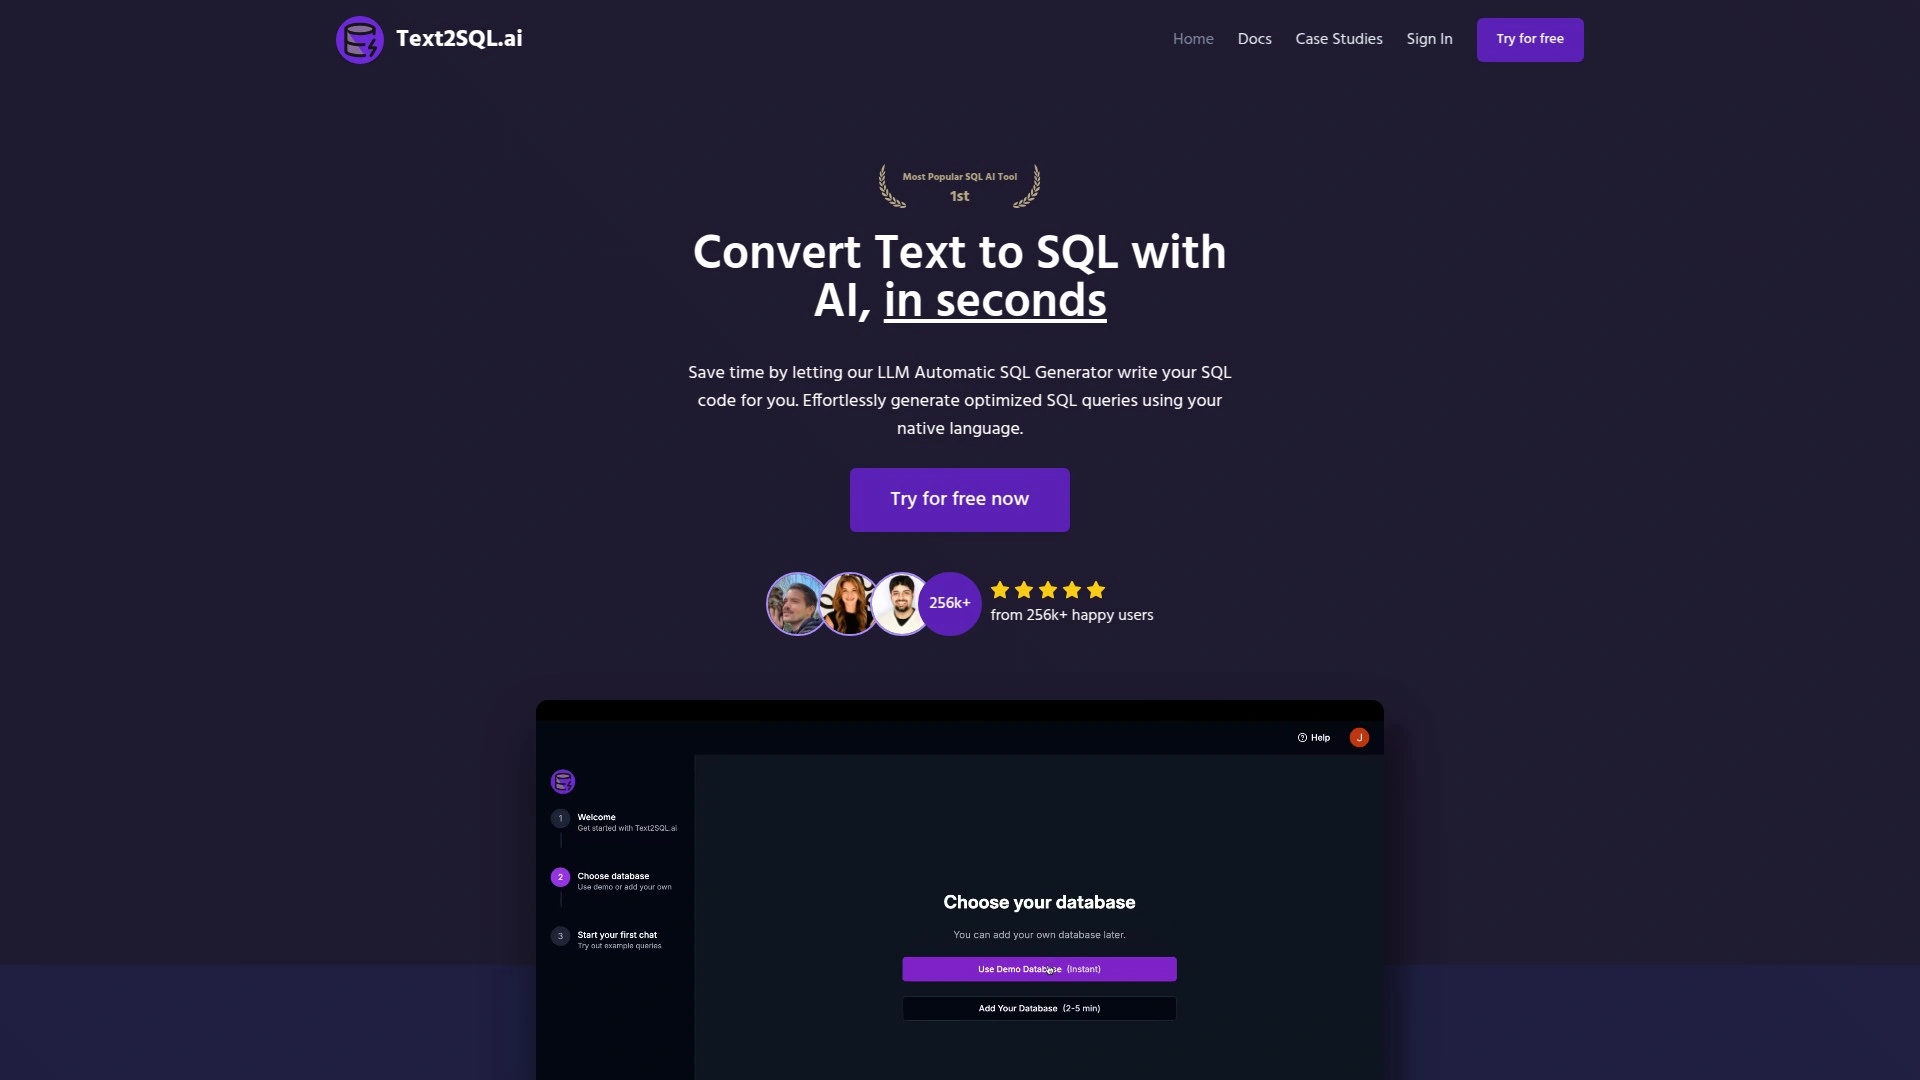 Text2SQL.ai
Home
Docs
Case Studies
Sign In
Try for free
Most Popular SQL AI Tool
1st
Convert Text to SQL with
AI, in seconds
Save time by letting our LLM Automatic SQL Generator write your SQL
code for you. Effortlessly generate optimized SQL queries using your
native language.
Try for free now
256k+
from 256k+ happy users
Help
J
1
Welcome
Get started with Text2SQL.ai
2
Choose database
Use demo or add your own
3
Start your first chat
Try out example queries
Choose your database
You can add your own database later.
Use Demo Database (Instant)
Add Your Database (2-5 min)